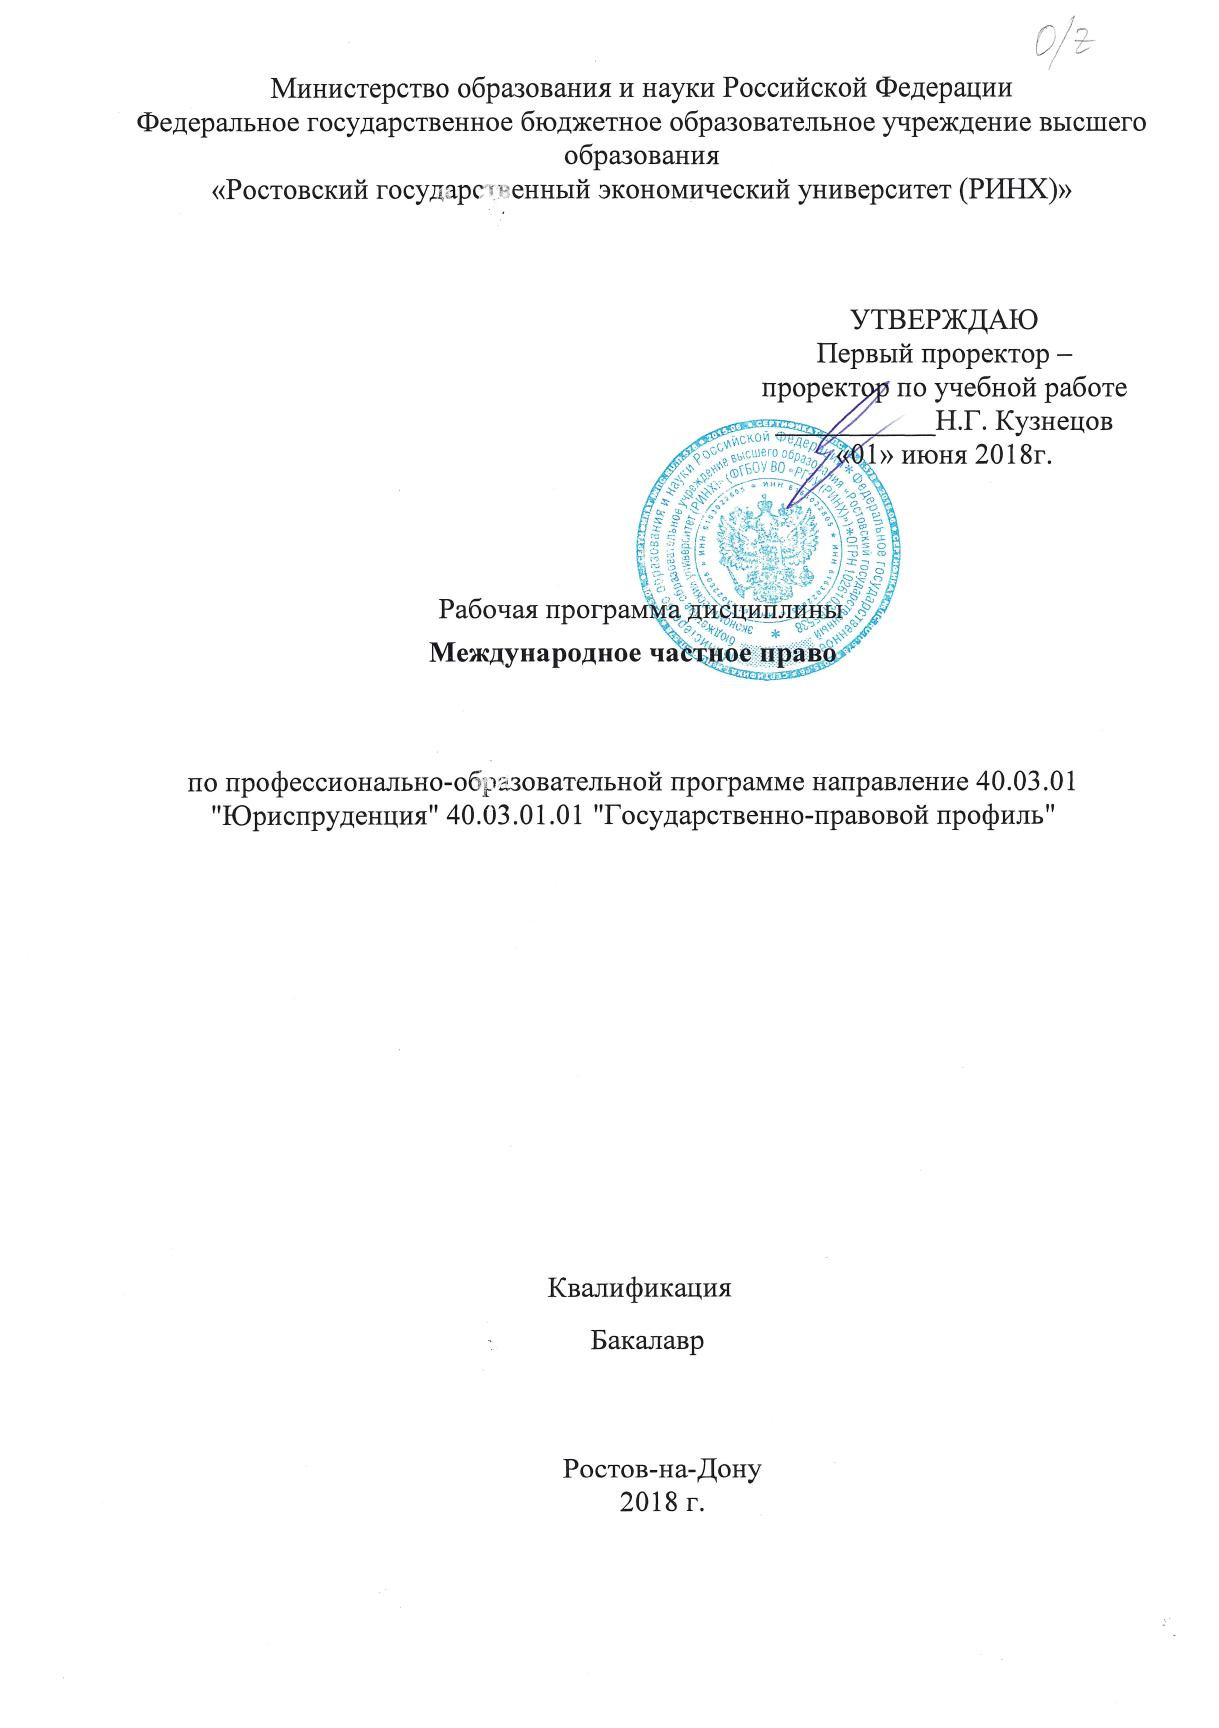 О/z
Министерство образования и науки Российской Федерации
Федеральное государственное бюджетное образовательное учреждение высшего
образования
«Ростовский государственный экономический университет (РИНХ)»
УТВЕРЖДАЮ
Первый проректор –
проректор по учебной работе
___________Н.Г. Кузнецов
«01» июня 2018г.
Рабочая программа дисциплины
Международное частное право
по профессионально-образовательной программе направление 40.03.01
"Юриспруденция" 40.03.01.01 "Государственно-правовой профиль"
Квалификация
Бакалавр
Ростов-на-Дону
2018 г.